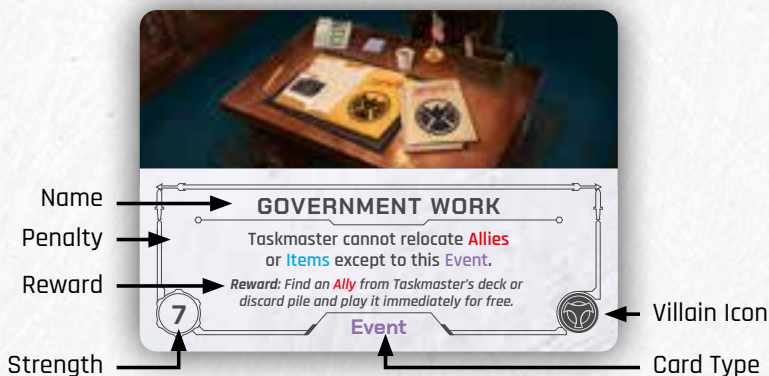 GOVERNMENT WORK
Taskmaster cannot relocate Allies
or Items except to this Event.
Reward: Find an Ally from Taskmaster's deck or
discard pile and play it immediately for free.
7
Event
Name
Penalty
Reward
Strength
Villain Icon
Card Type